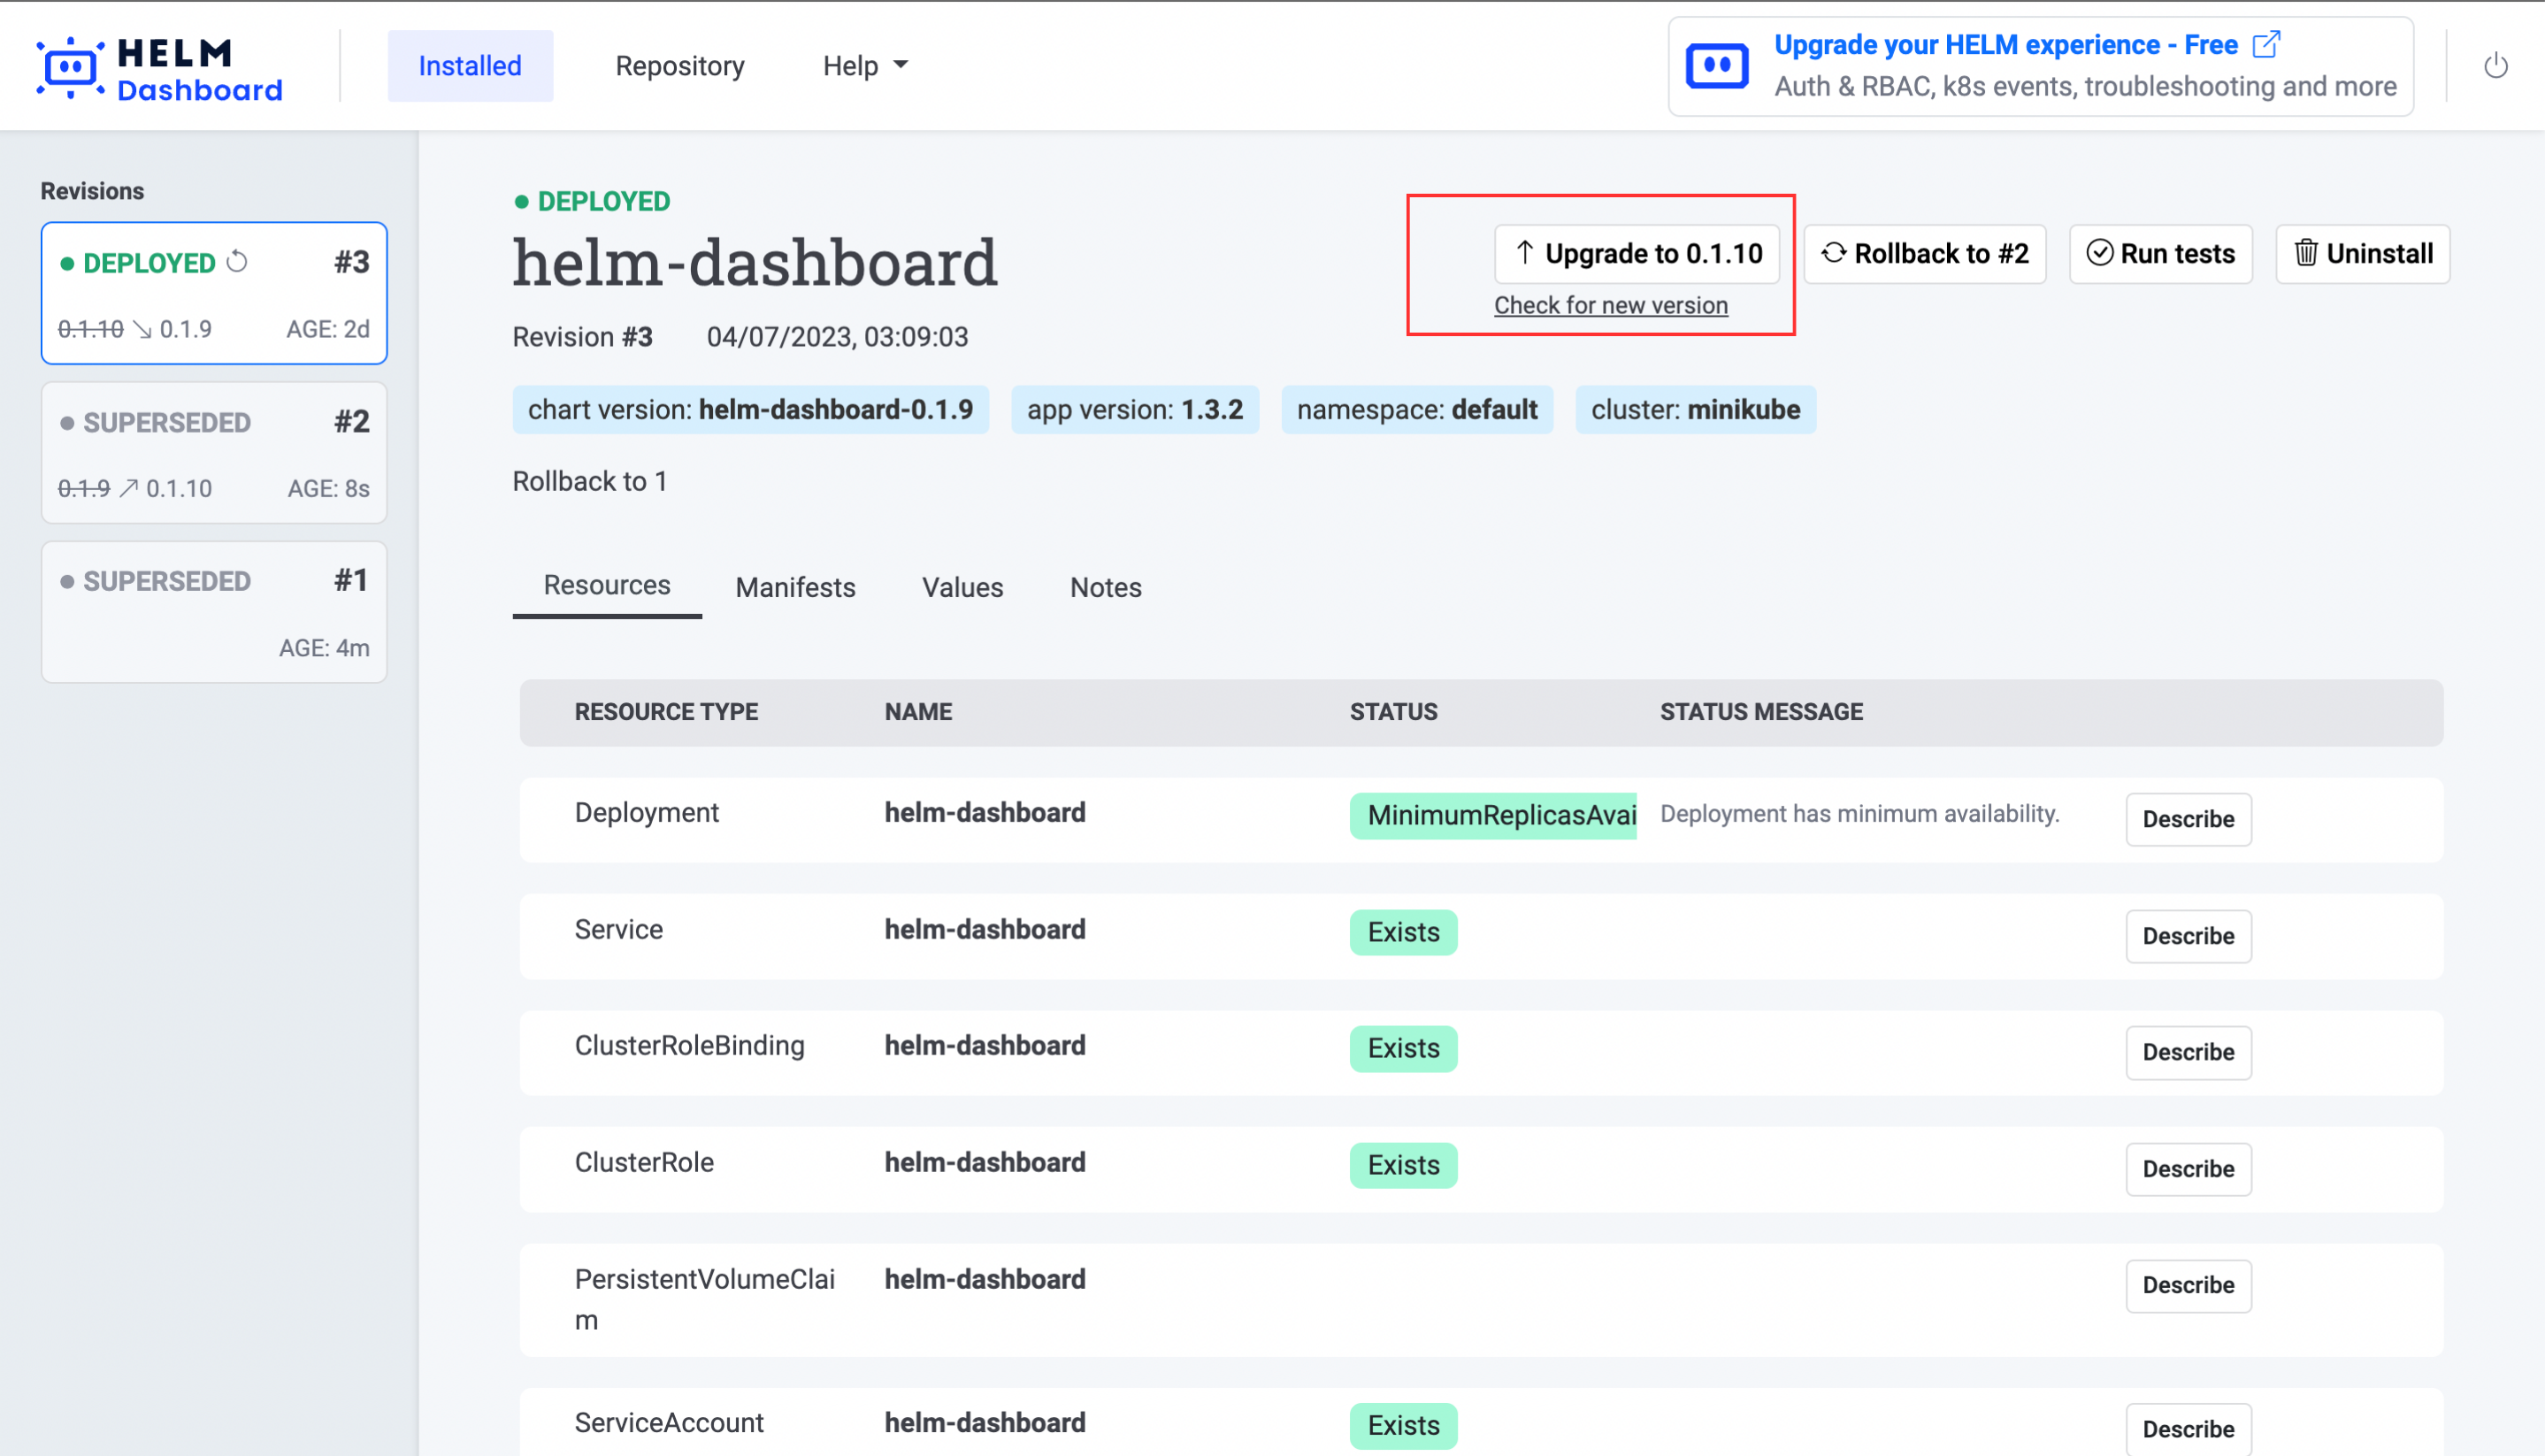 HELM
Dashboard
Installed
Repository
Help
Upgrade your HELM experience - Free
Auth & RBAC, k8s events, troubleshooting and more
Revisions
DEPLOYED #3
0.1.10 0.1.9 AGE: 2d
SUPERSEDED #2
0.1.9 0.1.10 AGE: 8s
SUPERSEDED #1
AGE: 4m
DEPLOYED
helm-dashboard
Revision #3 04/07/2023, 03:09:03
Upgrade to 0.1.10
Check for new version
Rollback to #2
Run tests
Uninstall
chart version: helm-dashboard-0.1.9
app version: 1.3.2
namespace: default
cluster: minikube
Rollback to 1
Resources Manifests Values Notes
RESOURCE TYPE NAME STATUS STATUS MESSAGE
Deployment helm-dashboard MinimumReplicasAvai Deployment has minimum availability. Describe
Service helm-dashboard Exists Describe
ClusterRoleBinding helm-dashboard Exists Describe
ClusterRole helm-dashboard Exists Describe
PersistentVolumeClai helm-dashboard Describe
m
ServiceAccount helm-dashboard Exists Describe